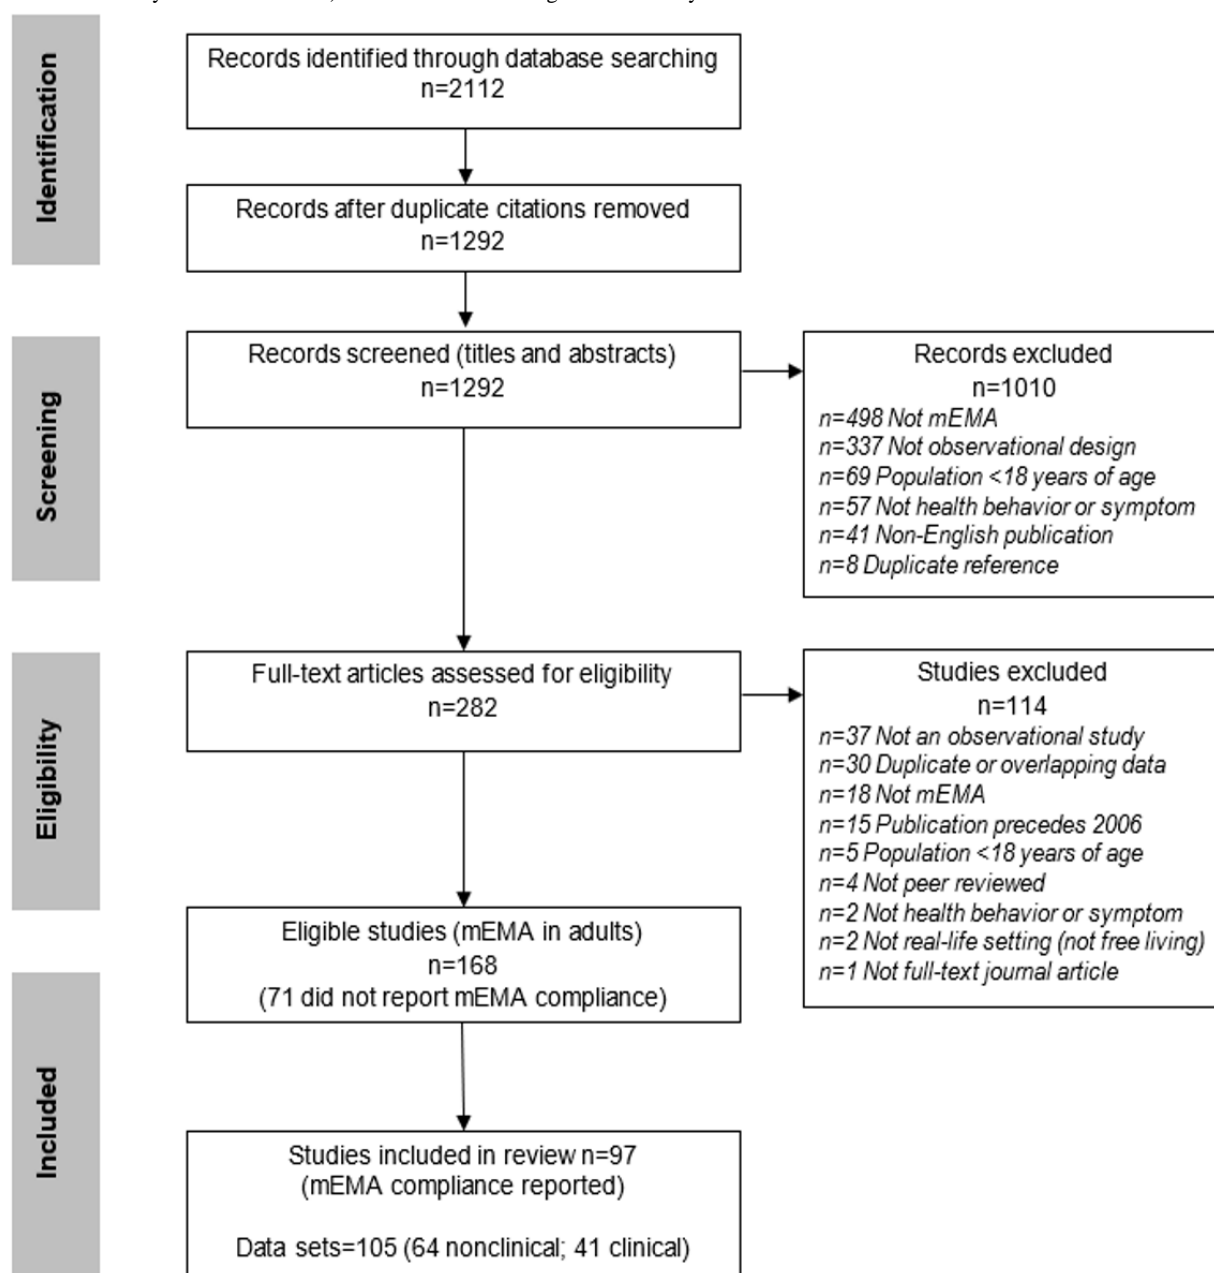 Identification
Records identified through database searching
n=2112
Records after duplicate citations removed
n=1292
Screening
Records screened (titles and abstracts)
n=1292
Records excluded
n=1010
n=498 Not mEMA
n=337 Not observational design
n=69 Population <18 years of age
n=57 Not health behavior or symptom
n=41 Non-English publication
n=8 Duplicate reference
Eligibility
Full-text articles assessed for eligibility
n=282
Studies excluded
n=114
n=37 Not an observational study
n=30 Duplicate or overlapping data
n=18 Not mEMA
n=15 Publication precedes 2006
n=5 Population <18 years of age
n=4 Not peer reviewed
n=2 Not health behavior or symptom
n=2 Not real-life setting (not free living)
n=1 Not full-text journal article
Eligible studies (mEMA in adults)
n=168
(71 did not report mEMA compliance)
Included
Studies included in review n=97
(mEMA compliance reported)
Data sets=105 (64 nonclinical; 41 clinical)